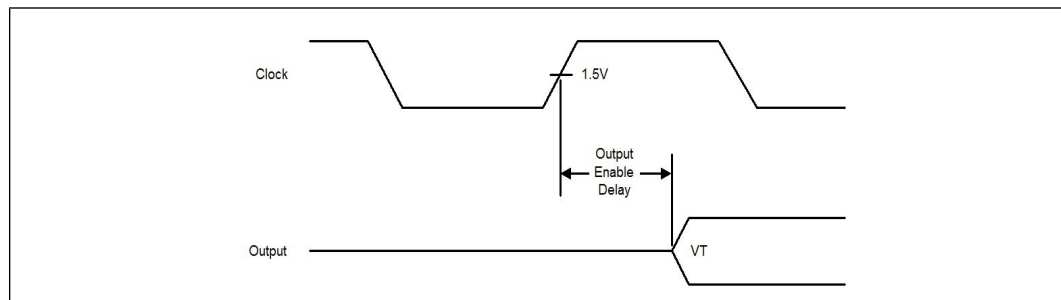 Clock
1.5V
Output
Enable
Delay
Output
VT